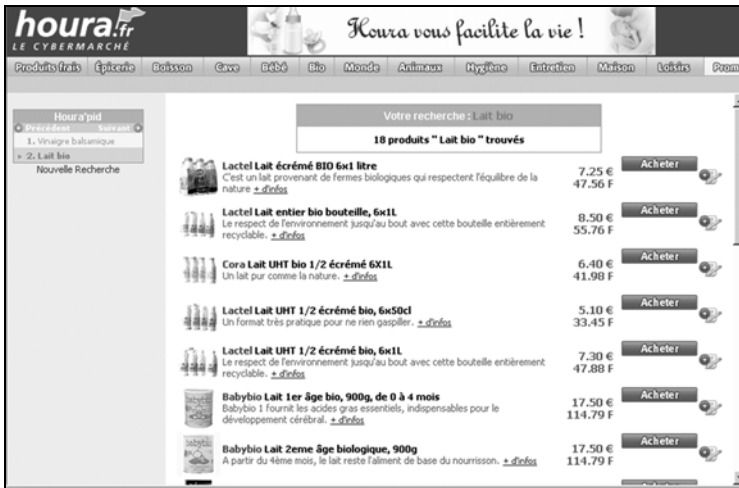 houra.fr
LE CYBERMARCHÉ
Houra vous facilite la vie !
Produits frais Épicerie Boisson Cave Bébé Bio Monde Animaux Hygiène Entretien Maison Loisirs Prom
Houra'pid
Précédent Suivant
1. Vinaigre balsamique
2. Lait bio
Nouvelle Recherche
Votre recherche : Lait bio
18 produits " Lait bio " trouvés
Lactel Lait écrémé BIO 6x1 litre
C'est un lait provenant de fermes biologiques qui respectent l'équilibre de la
nature + d'infos
7.25 €
47.56 F
Acheter
Lactel Lait entier bio bouteille, 6x1L
Le respect de l'environnement jusqu'au bout avec cette bouteille entièrement
recyclable. + d'infos
8.50 €
55.76 F
Acheter
Cora Lait UHT bio 1/2 écrémé 6X1L
Un lait pur comme la nature. + d'infos
6.40 €
41.98 F
Acheter
Lactel Lait UHT 1/2 écrémé bio, 6x50cl
Un format très pratique pour ne rien gaspiller. + d'infos
5.10 €
33.45 F
Acheter
Lactel Lait UHT 1/2 écrémé bio, 6x1L
Le respect de l'environnement jusqu'au bout avec cette bouteille entièrement
recyclable. + d'infos
7.30 €
47.88 F
Acheter
Babybio Lait 1er âge bio, 900g, de 0 à 4 mois
Babybio 1 fournit les acides gras essentiels, indispensables pour le
développement cérébral. + d'infos
17.50 €
114.79 F
Acheter
Babybio Lait 2eme âge biologique, 900g
A partir du 4ème mois, le lait reste l'aliment de base du nourrisson. + d'infos
17.50 €
114.79 F
Acheter